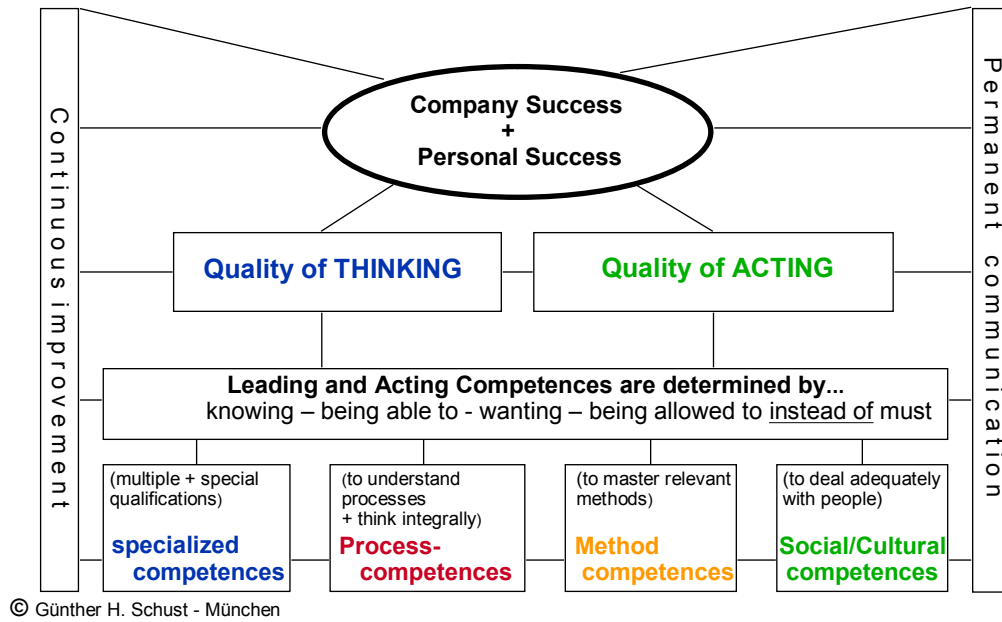 Continuous improvement
Company Success
+
Personal Success
Permanent communication
Quality of THINKING
Quality of ACTING
Leading and Acting Competences are determined by...
knowing – being able to - wanting – being allowed to instead of must
(multiple + special
qualifications)
specialized
competences
(to understand
processes
+ think integrally)
Process-
competences
(to master relevant
methods)
Method
competences
(to deal adequately
with people)
Social/Cultural
competences
© Günther H. Schust - München